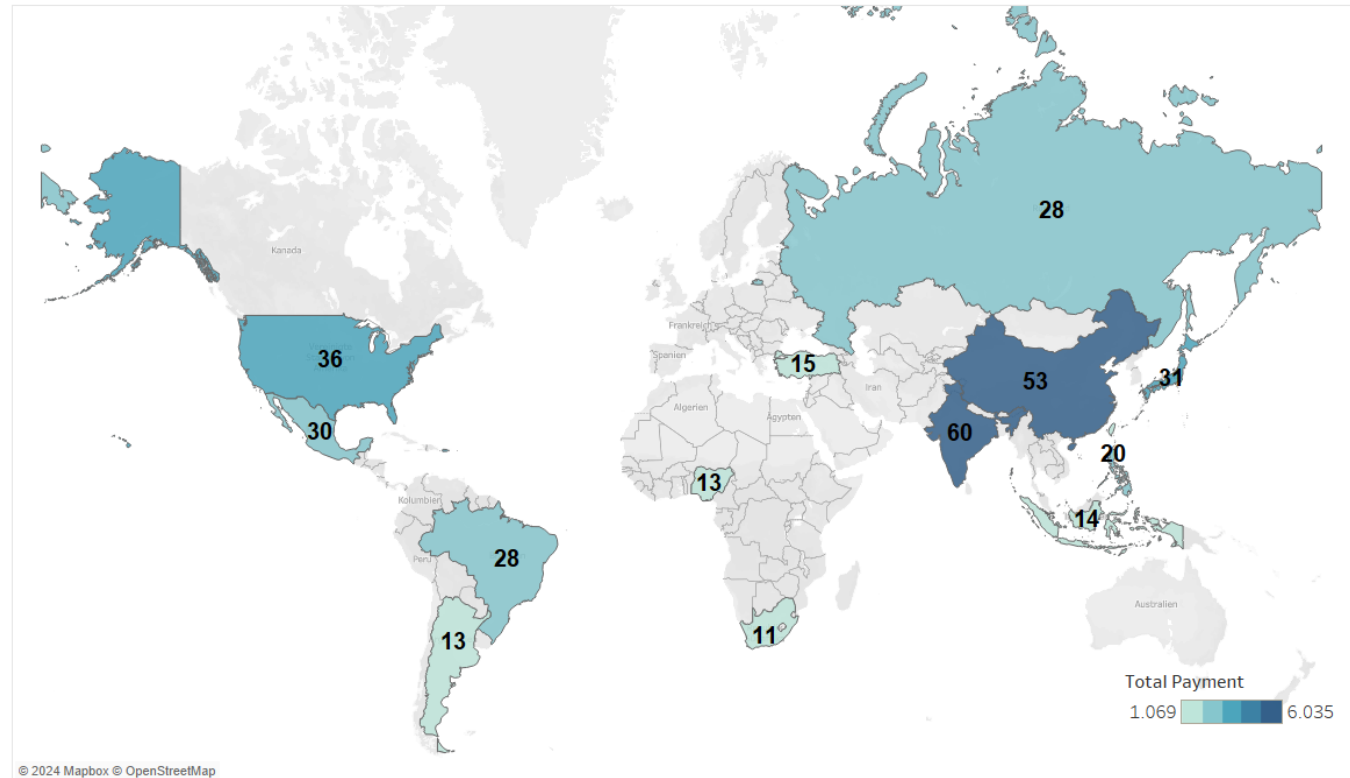 28
Kanada
Frankreich
36
Spanien
15
53
31
Iran
Algerien
Ägypten
30
60
20
13
Kolumbien
14
28
Peru
11
Australien
13
Total Payment
1.069 6.035
© 2024 Mapbox © OpenStreetMap